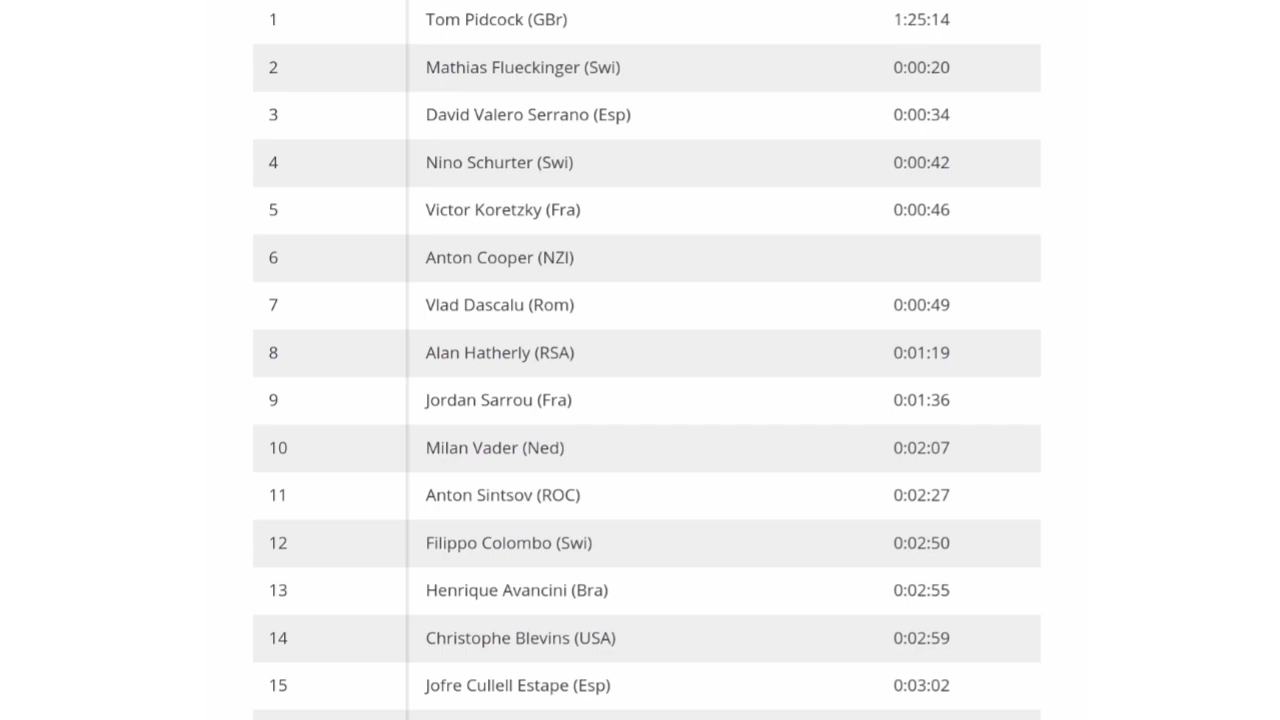 1 Tom Pidcock (GBr) 1:25:14
2 Mathias Flueckinger (Swi) 0:00:20
3 David Valero Serrano (Esp) 0:00:34
4 Nino Schurter (Swi) 0:00:42
5 Victor Koretzky (Fra) 0:00:46
6 Anton Cooper (NZl)
7 Vlad Dascalu (Rom) 0:00:49
8 Alan Hatherly (RSA) 0:01:19
9 Jordan Sarrou (Fra) 0:01:36
10 Milan Vader (Ned) 0:02:07
11 Anton Sintsov (ROC) 0:02:27
12 Filippo Colombo (Swi) 0:02:50
13 Henrique Avancini (Bra) 0:02:55
14 Christophe Blevins (USA) 0:02:59
15 Jofre Cullell Estape (Esp) 0:03:02